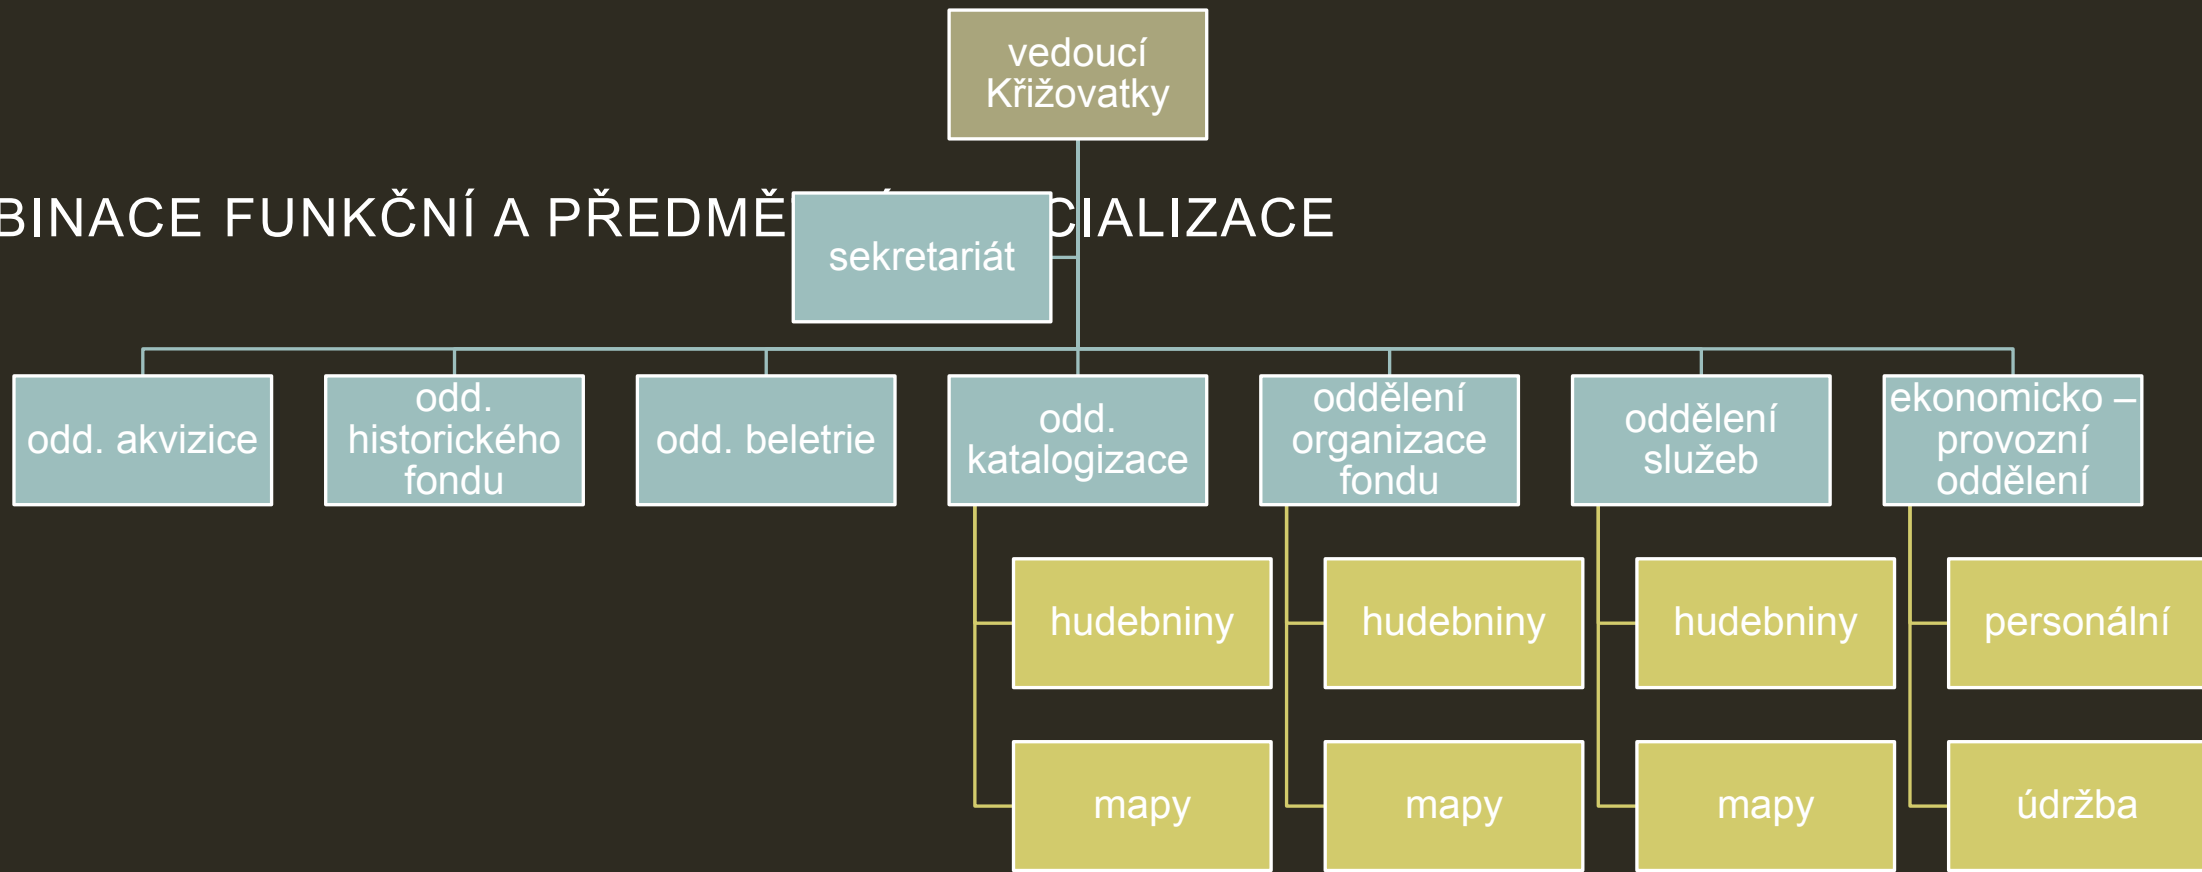 vedoucí
Křižovatky
BINACE FUNKČNÍ A PŘEDMĚ CIALIZACE
sekretariát
odd. akvizice
odd.
historického
fondu
odd. beletrie
odd.
katalogizace
oddělení
organizace
fondu
oddělení
služeb
ekonomicko –
provozní
oddělení
hudebniny
hudebniny
hudebniny
personální
mapy
mapy
mapy
údržba